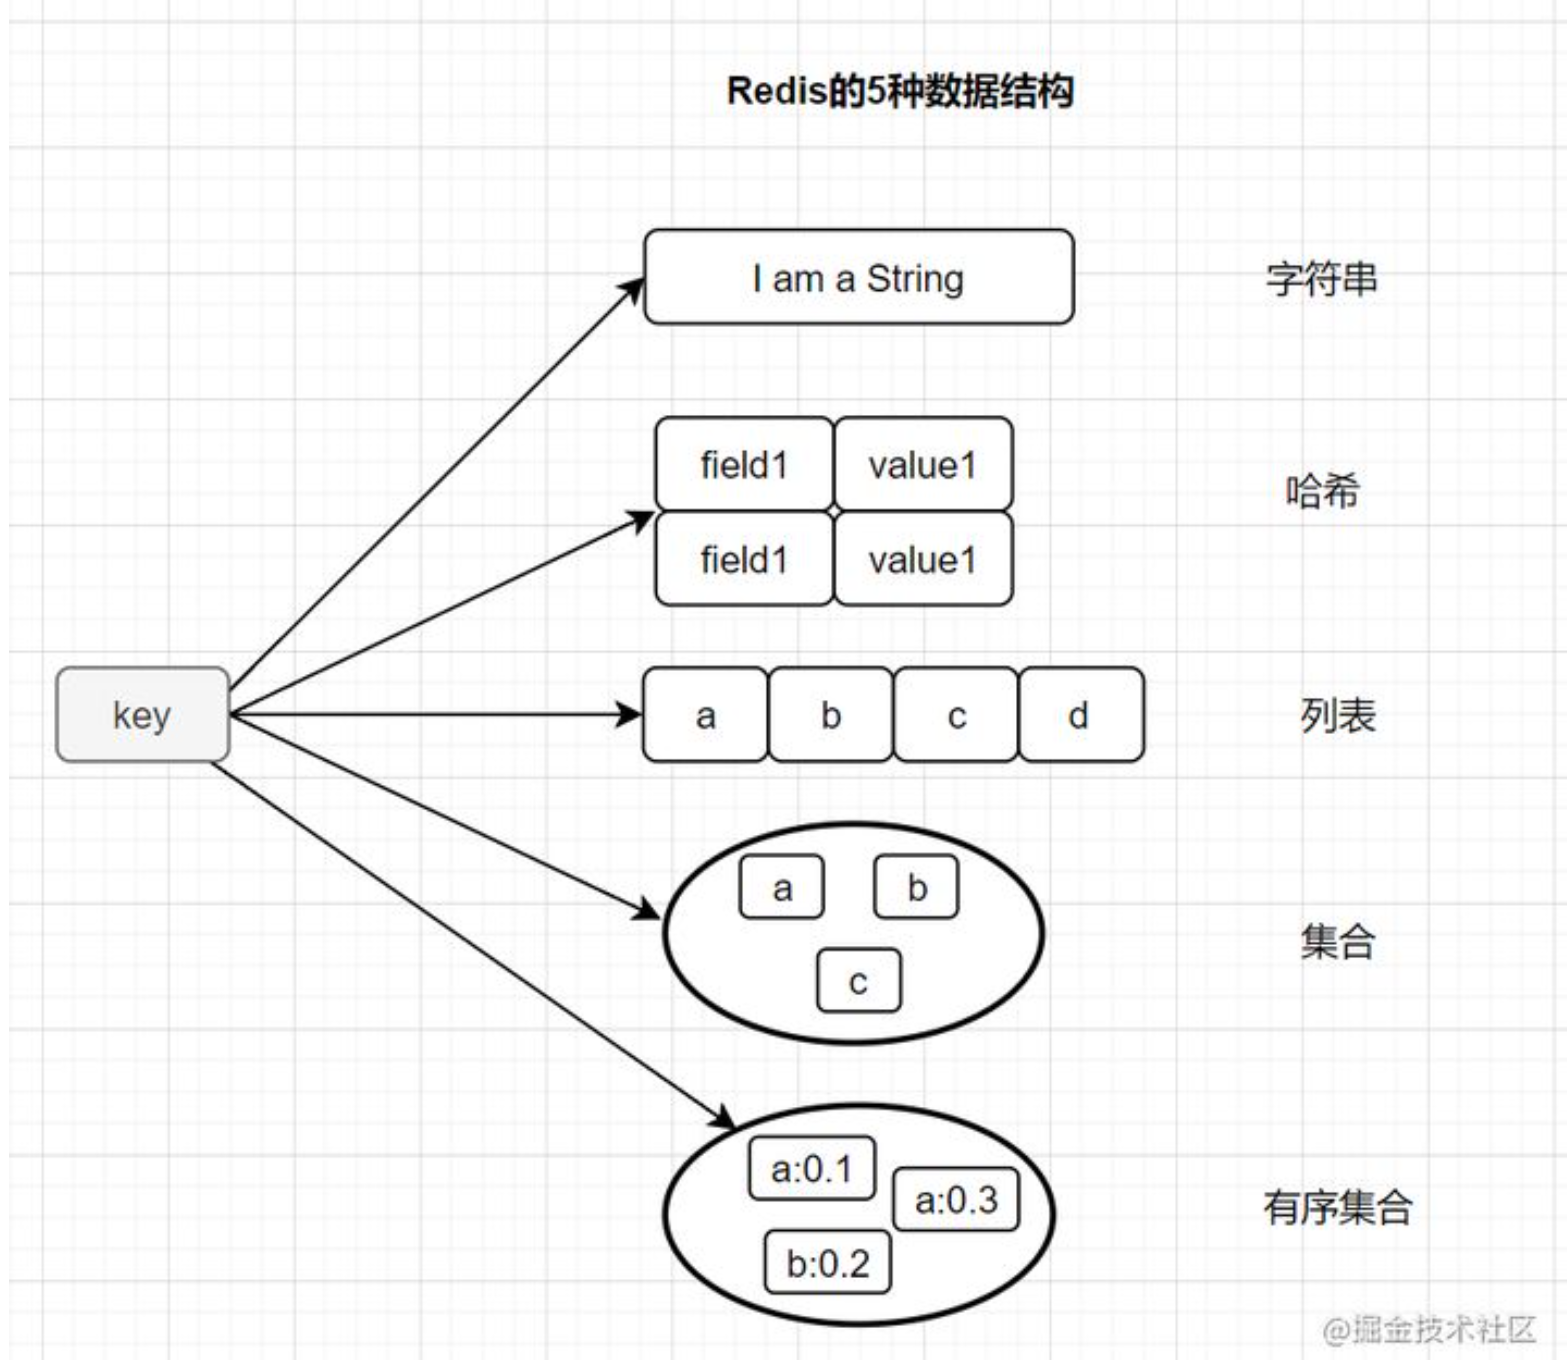 Redis的5种数据结构
I am a String
字符串
field1 value1
哈希
field1 value1
key
a b c d
列表
a b
c
集合
a:0.1
a:0.3
b:0.2
有序集合
@掘金技术社区